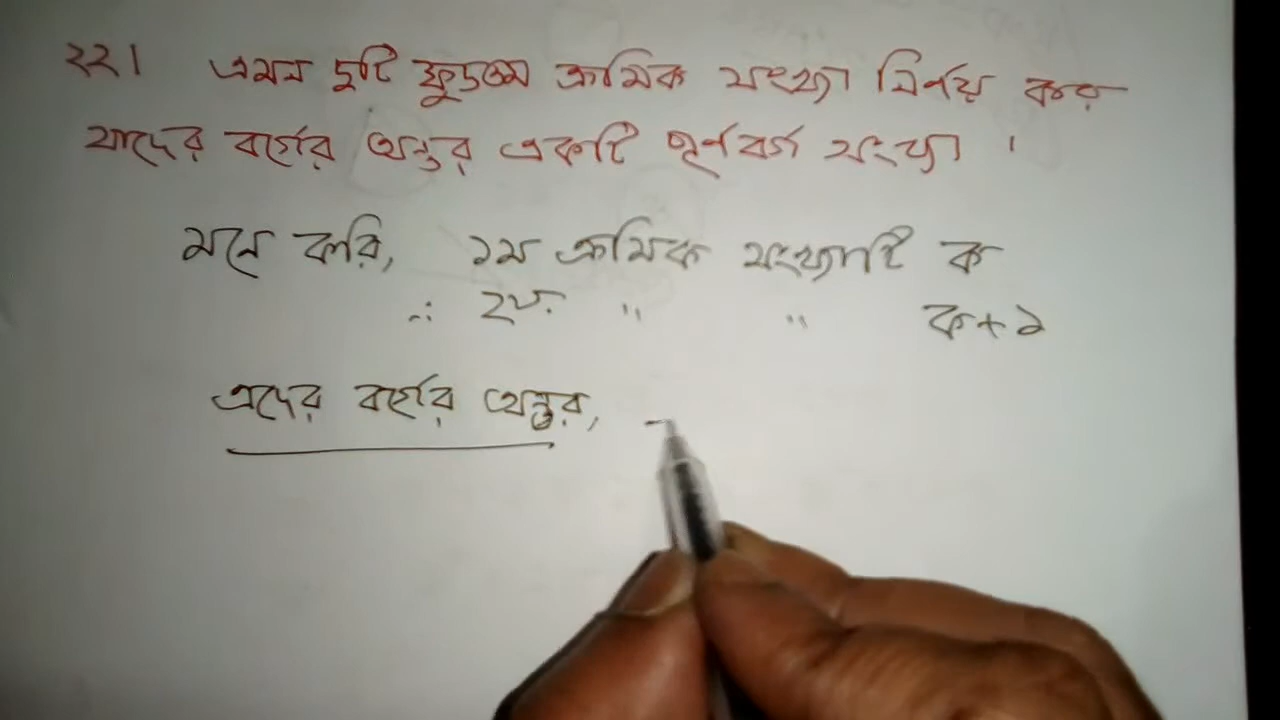 ২২। এমন দুটি ক্ষুদ্রতম ক্রমিক সংখ্যা নির্ণয় কর
যাদের বর্গের অন্তর একটি পূর্ণবর্গ সংখ্যা ।
মনে করি, ১ম ক্রমিক সংখ্যাটি ক
∴ ২য় " " ক+১
এদের বর্গের অন্তর,